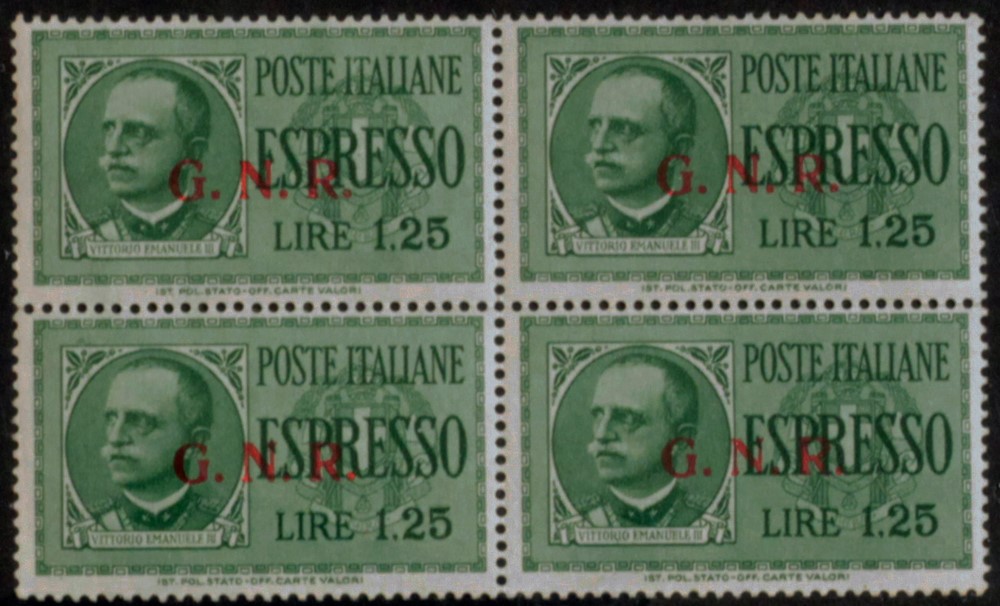 POSTE ITALIANE
ESPRESSO
G. N. R.
LIRE 1.25
VITTORIO EMANUELE III
IST. POL. STATO-OFF. CARTE VALORI
POSTE ITALIANE
ESPRESSO
G. N. R.
LIRE 1.25
VITTORIO EMANUELE III
IST. POL. STATO-OFF. CARTE VALORI
POSTE ITALIANE
ESPRESSO
G. N. R.
LIRE 1.25
VITTORIO EMANUELE III
IST. POL. STATO-OFF. CARTE VALORI
POSTE ITALIANE
ESPRESSO
G. N. R.
LIRE 1.25
VITTORIO EMANUELE III
IST. POL. STATO-OFF. CARTE VALORI